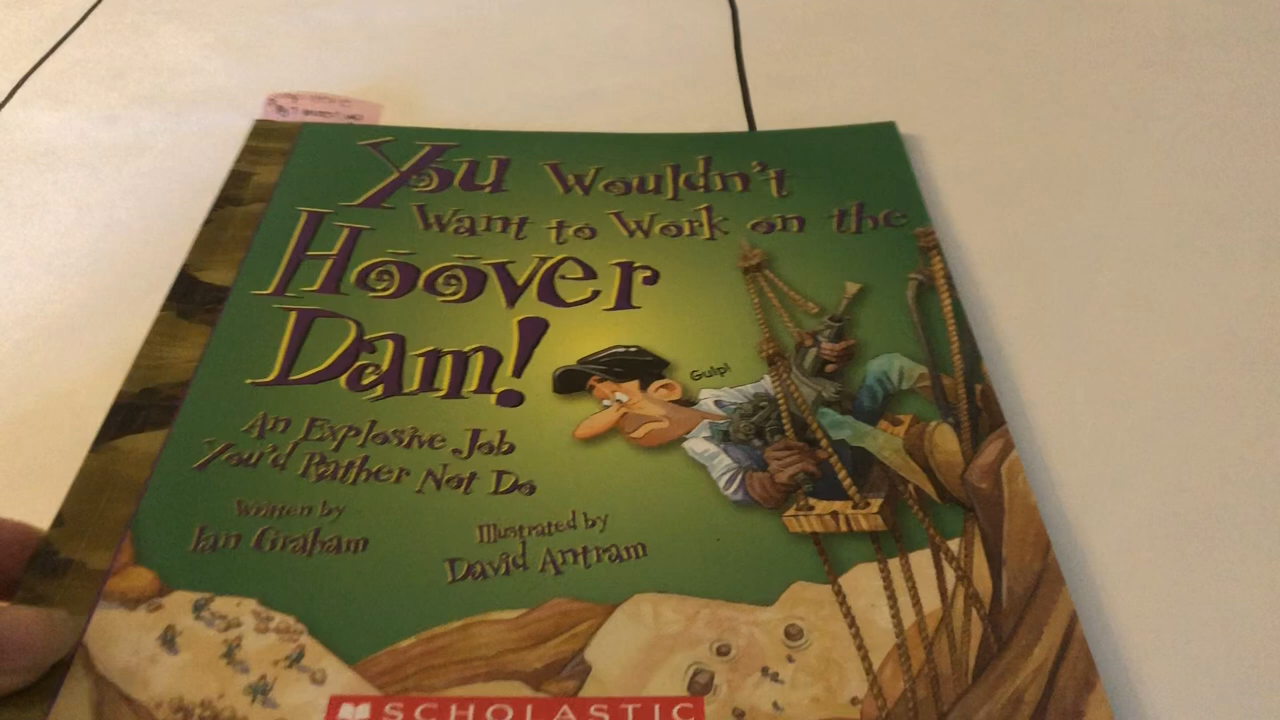 You Wouldn't
Want to Work on the
Hoover
Dam!
Gulp!
An Explosive Job
You'd Rather Not Do
Written by
Ian Graham
Illustrated by
David Antram
SCHOLASTIC